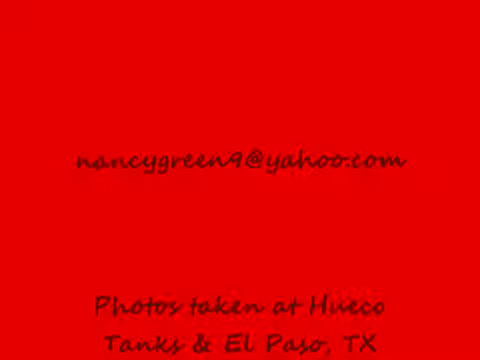 nancygreen9@yahoo.com
Photos taken at Hueco
Tanks & El Paso, TX